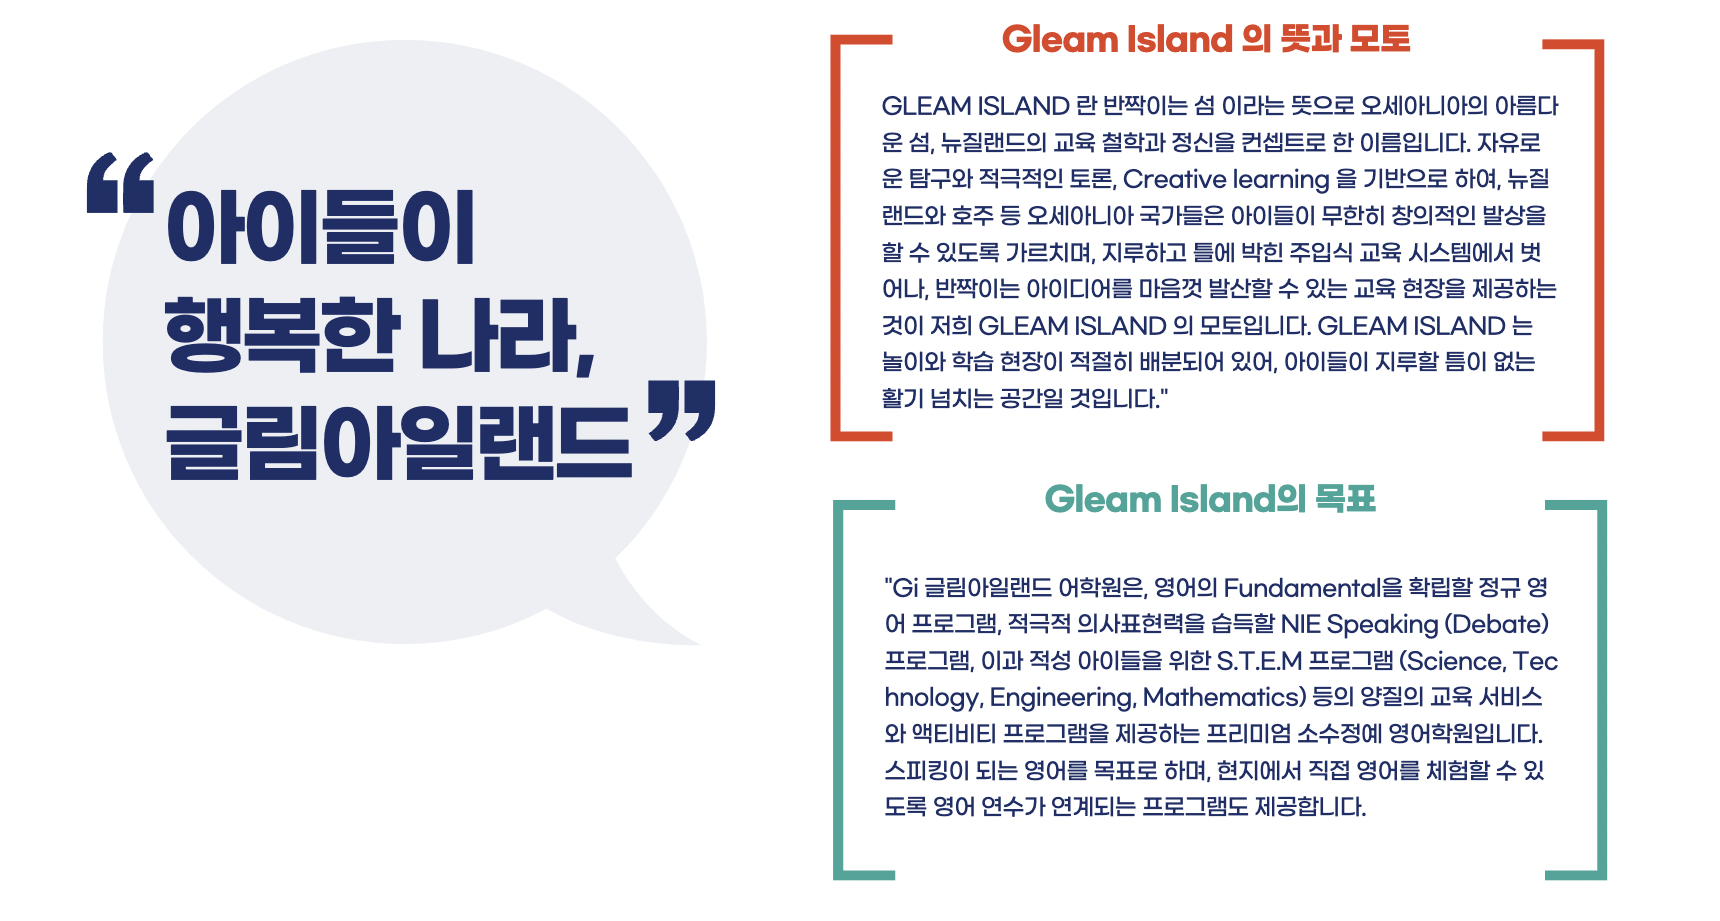 “아이들이
행복한 나라,
글림아일랜드”
Gleam Island 의 뜻과 모토
GLEAM ISLAND 란 반짝이는 섬 이라는 뜻으로 오세아니아의 아름다
운 섬, 뉴질랜드의 교육 철학과 정신을 컨셉트로 한 이름입니다. 자유로
운 탐구와 적극적인 토론, Creative learning 을 기반으로 하여, 뉴질
랜드와 호주 등 오세아니아 국가들은 아이들이 무한히 창의적인 발상을
할 수 있도록 가르치며, 지루하고 틀에 박힌 주입식 교육 시스템에서 벗
어나, 반짝이는 아이디어를 마음껏 발산할 수 있는 교육 현장을 제공하는
것이 저희 GLEAM ISLAND 의 모토입니다. GLEAM ISLAND 는
놀이와 학습 현장이 적절히 배분되어 있어, 아이들이 지루할 틈이 없는
활기 넘치는 공간일 것입니다."
Gleam Island의 목표
"Gi 글림아일랜드 어학원은, 영어의 Fundamental을 확립할 정규 영
어 프로그램, 적극적 의사표현력을 습득할 NIE Speaking (Debate)
프로그램, 이과 적성 아이들을 위한 S.T.E.M 프로그램 (Science, Tec
hnology, Engineering, Mathematics) 등의 양질의 교육 서비스
와 액티비티 프로그램을 제공하는 프리미엄 소수정예 영어학원입니다.
스피킹이 되는 영어를 목표로 하며, 현지에서 직접 영어를 체험할 수 있
도록 영어 연수가 연계되는 프로그램도 제공합니다.